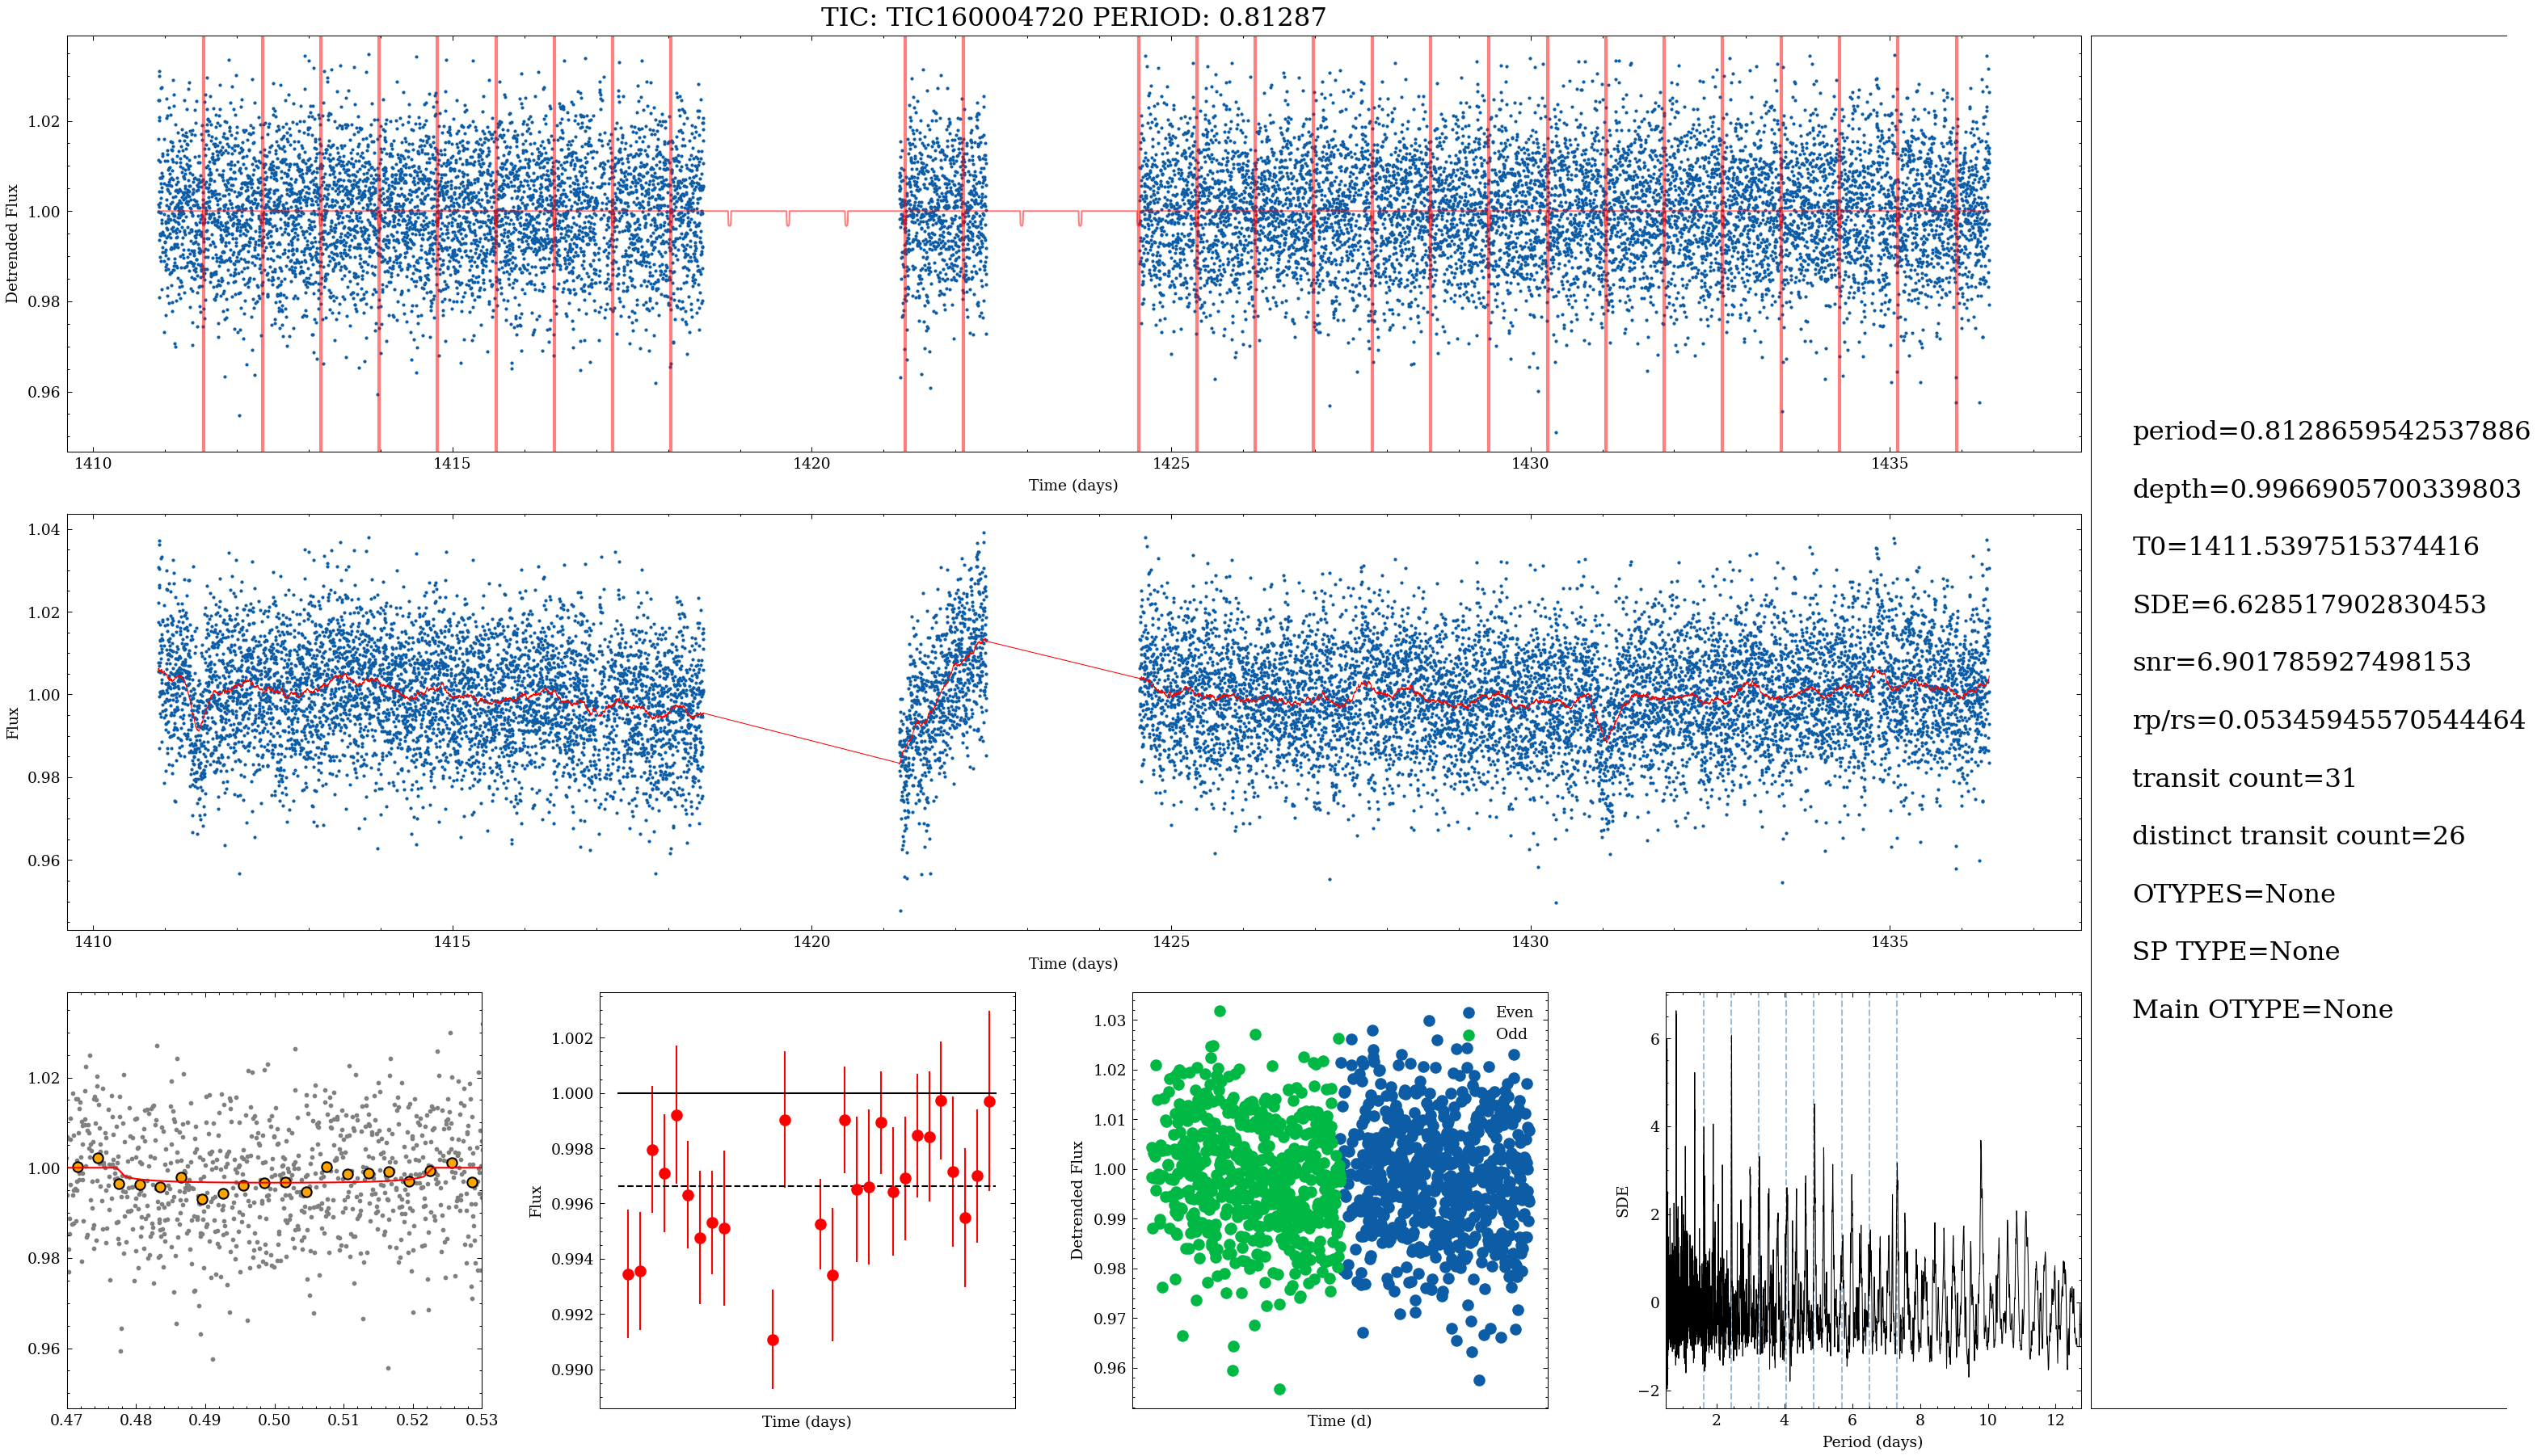 TIC: TIC160004720 PERIOD: 0.81287
Detrended Flux
1.02
1.00
0.98
0.96
1410 1415 1420 1425 1430 1435
Time (days)
Flux
1.04
1.02
1.00
0.98
0.96
1410 1415 1420 1425 1430 1435
Time (days)
1.02
1.00
0.98
0.96
0.47 0.48 0.49 0.50 0.51 0.52 0.53
Flux
1.002
1.000
0.998
0.996
0.994
0.992
0.990
Time (days)
Detrended Flux
1.03
1.02
1.01
1.00
0.99
0.98
0.97
0.96
Even
Odd
Time (d)
SDE
6
4
2
0
−2
2 4 6 8 10 12
Period (days)
period=0.8128659542537886
depth=0.9966905700339803
T0=1411.5397515374416
SDE=6.628517902830453
snr=6.901785927498153
rp/rs=0.05345945570544464
transit count=31
distinct transit count=26
OTYPES=None
SP TYPE=None
Main OTYPE=None